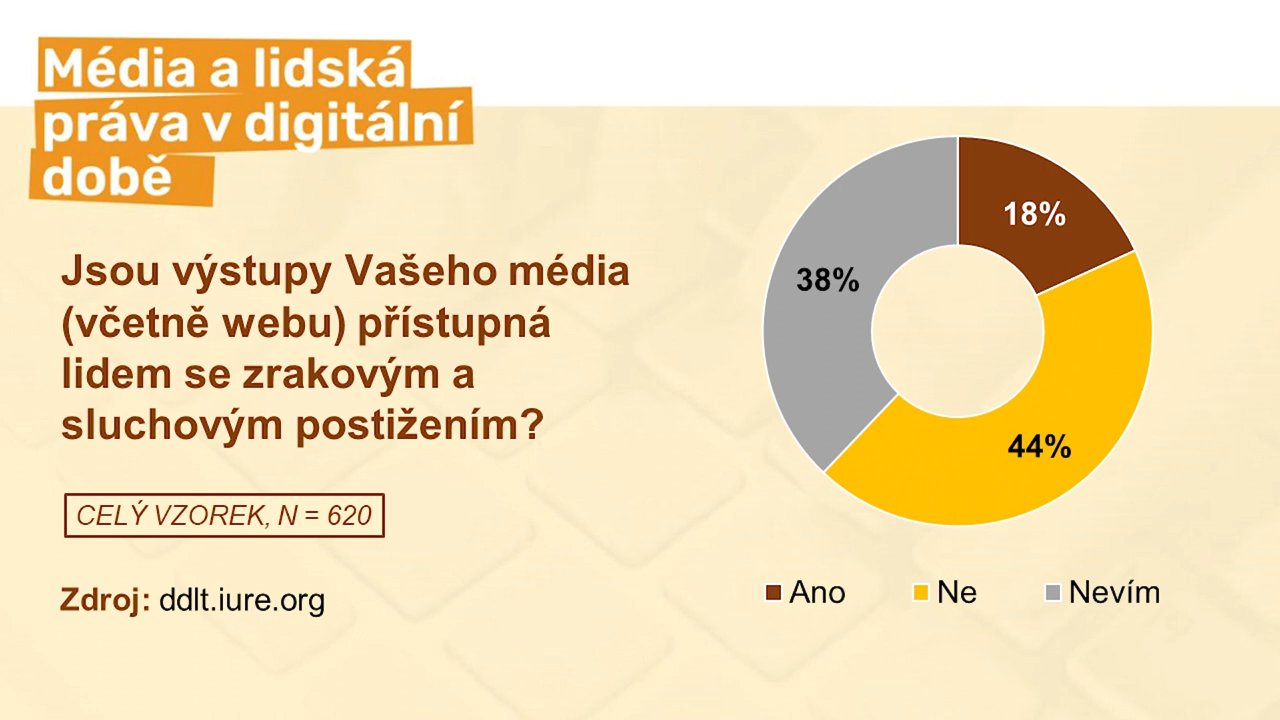 Média a lidská
práva v digitální
době
Jsou výstupy Vašeho média
(včetně webu) přístupná
lidem se zrakovým a
sluchovým postižením?
CELÝ VZOREK, N = 620
Zdroj: ddlt.iure.org
18%
38%
44%
Ano
Ne
Nevím